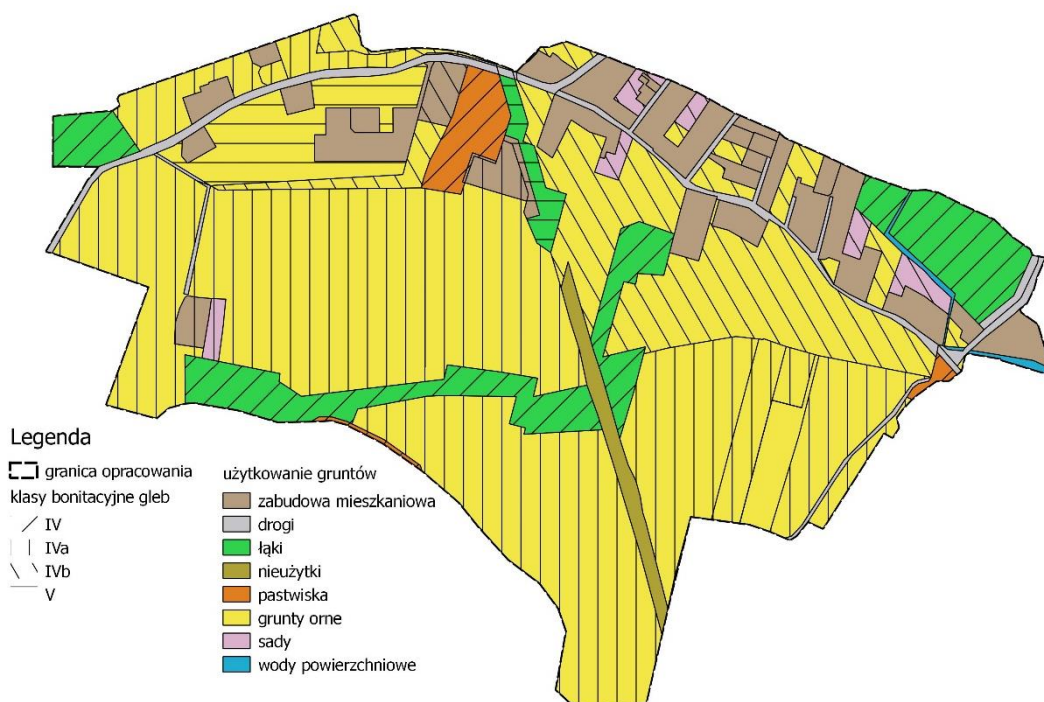 Legenda
granica opracowania
klasy bonitacyjne gleb
IV
IVa
IVb
V
użytkowanie gruntów
zabudowa mieszkaniowa
drogi
łąki
nieużytki
pastwiska
grunty orne
sady
wody powierzchniowe